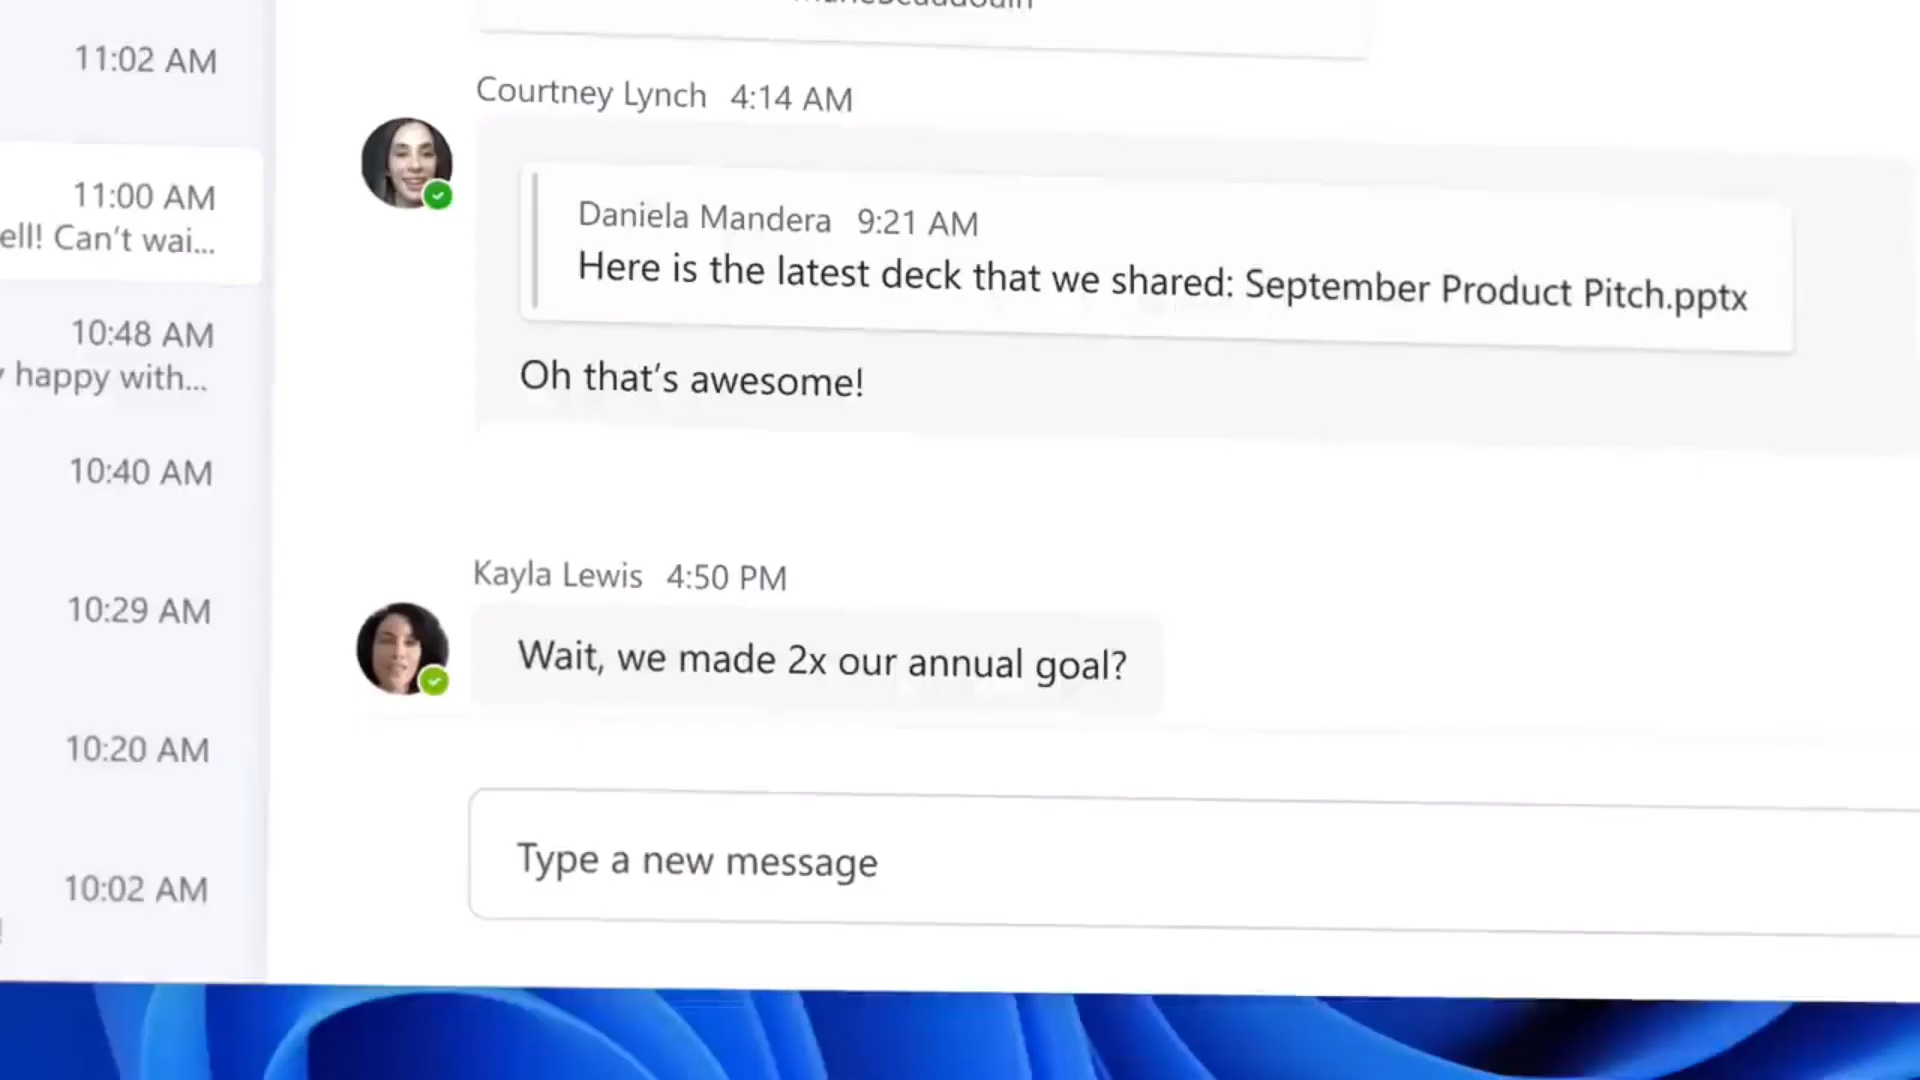 11:02 AM
11:00 AM
ell! Can't wai...
10:48 AM
happy with...
10:40 AM
10:29 AM
10:20 AM
10:02 AM
Courtney Lynch 4:14 AM
Daniela Mandera 9:21 AM
Here is the latest deck that we shared: September Product Pitch.pptx
Oh that's awesome!
Kayla Lewis 4:50 PM
Wait, we made 2x our annual goal?
Type a new message